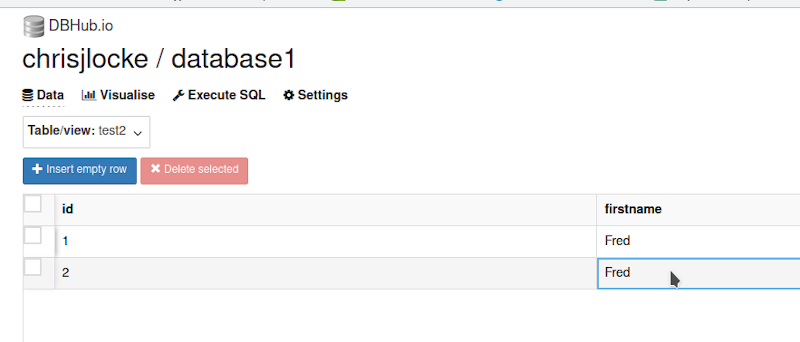 DBHub.io
chrisjlocke / database1
Data Visualise Execute SQL Settings
Table/view: test2
Insert empty row Delete selected
id firstname
1 Fred
2 Fred